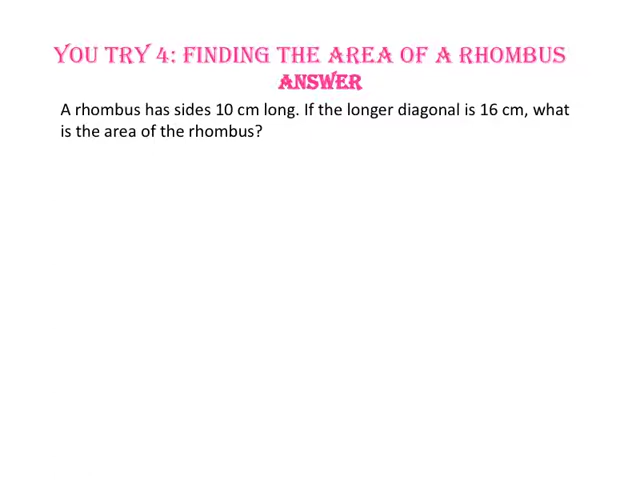 YOU TRY 4: FINDING THE AREA OF A RHOMBUS
ANSWER
A rhombus has sides 10 cm long. If the longer diagonal is 16 cm, what
is the area of the rhombus?